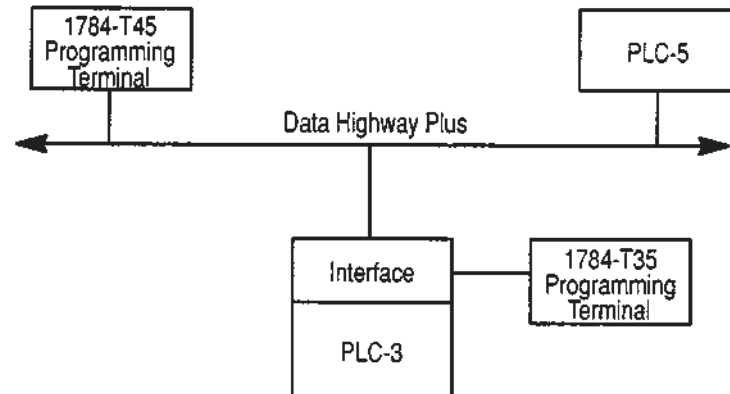 1784-T45
Programming
Terminal
PLC-5
Data Highway Plus
Interface
1784-T35
Programming
Terminal
PLC-3